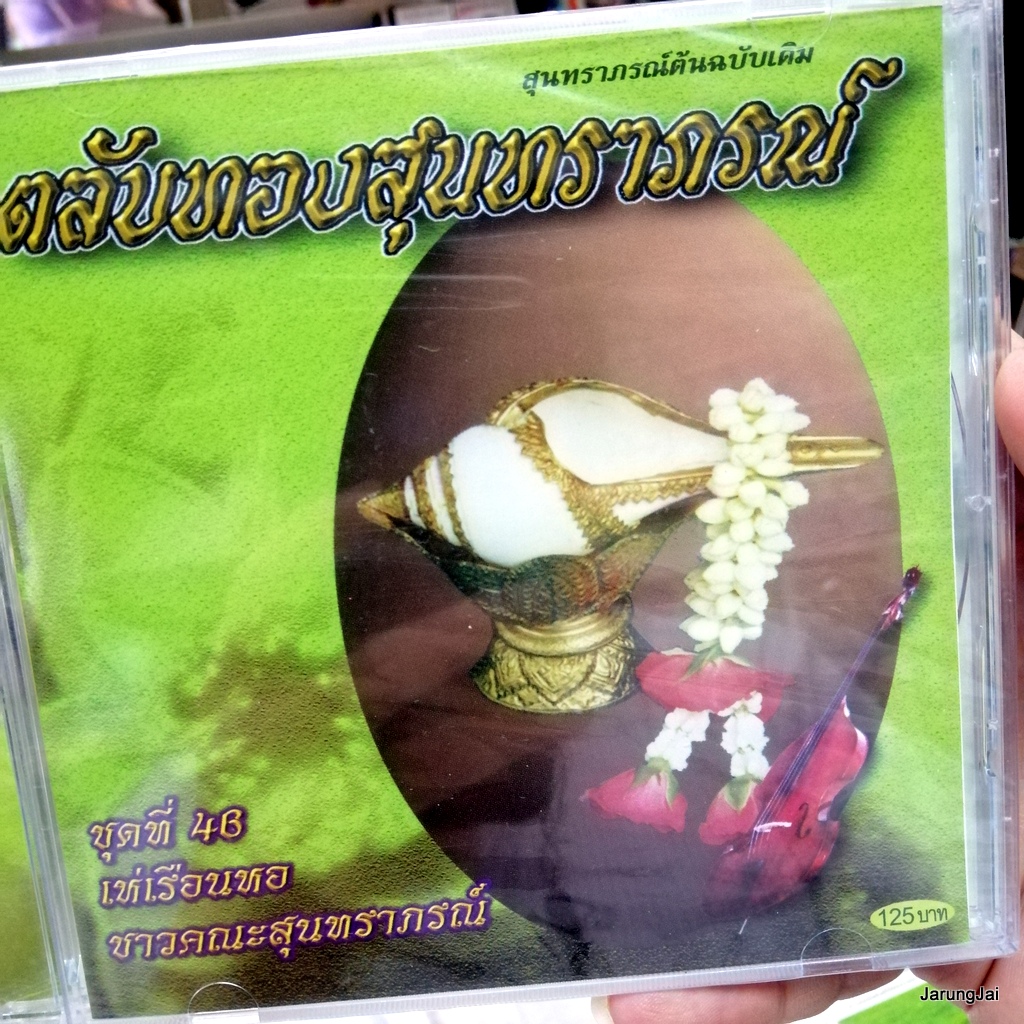 สุนทราภรณ์ต้นฉบับเดิม
ตลับทองสุนทราภรณ์
ชุดที่ 46
เห่เรือนหอ
ชาวคณะสุนทราภรณ์
125 บาท
JarungJai